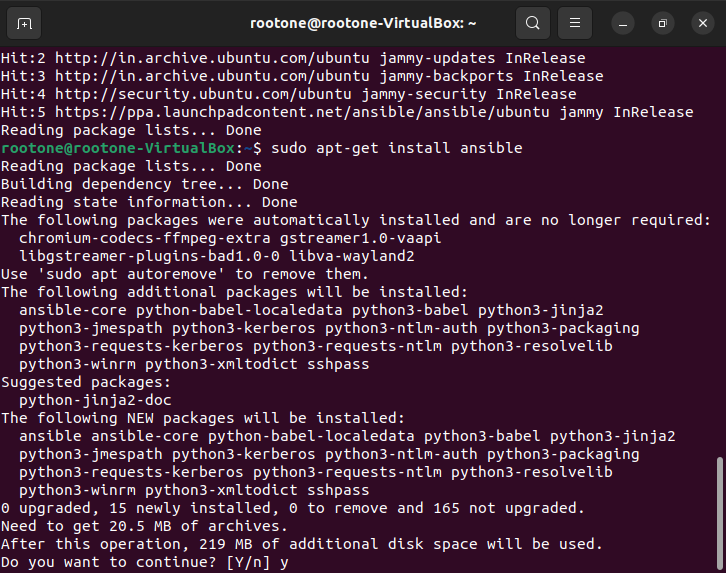 rootone@rootone-VirtualBox: ~
Hit:2 http://in.archive.ubuntu.com/ubuntu jammy-updates InRelease
Hit:3 http://in.archive.ubuntu.com/ubuntu jammy-backports InRelease
Hit:4 http://security.ubuntu.com/ubuntu jammy-security InRelease
Hit:5 https://ppa.launchpadcontent.net/ansible/ansible/ubuntu jammy InRelease
Reading package lists... Done
rootone@rootone-VirtualBox:~$ sudo apt-get install ansible
Reading package lists... Done
Building dependency tree... Done
Reading state information... Done
The following packages were automatically installed and are no longer required:
  chromium-codecs-ffmpeg-extra gstreamer1.0-vaapi
  libgstreamer-plugins-bad1.0-0 libva-wayland2
Use 'sudo apt autoremove' to remove them.
The following additional packages will be installed:
  ansible-core python-babel-localedata python3-babel python3-jinja2
  python3-jmespath python3-kerberos python3-ntlm-auth python3-packaging
  python3-requests-kerberos python3-requests-ntlm python3-resolvelib
  python3-winrm python3-xmltodict sshpass
Suggested packages:
  python-jinja2-doc
The following NEW packages will be installed:
  ansible ansible-core python-babel-localedata python3-babel python3-jinja2
  python3-jmespath python3-kerberos python3-ntlm-auth python3-packaging
  python3-requests-kerberos python3-requests-ntlm python3-resolvelib
  python3-winrm python3-xmltodict sshpass
0 upgraded, 15 newly installed, 0 to remove and 165 not upgraded.
Need to get 20.5 MB of archives.
After this operation, 219 MB of additional disk space will be used.
Do you want to continue? [Y/n] y